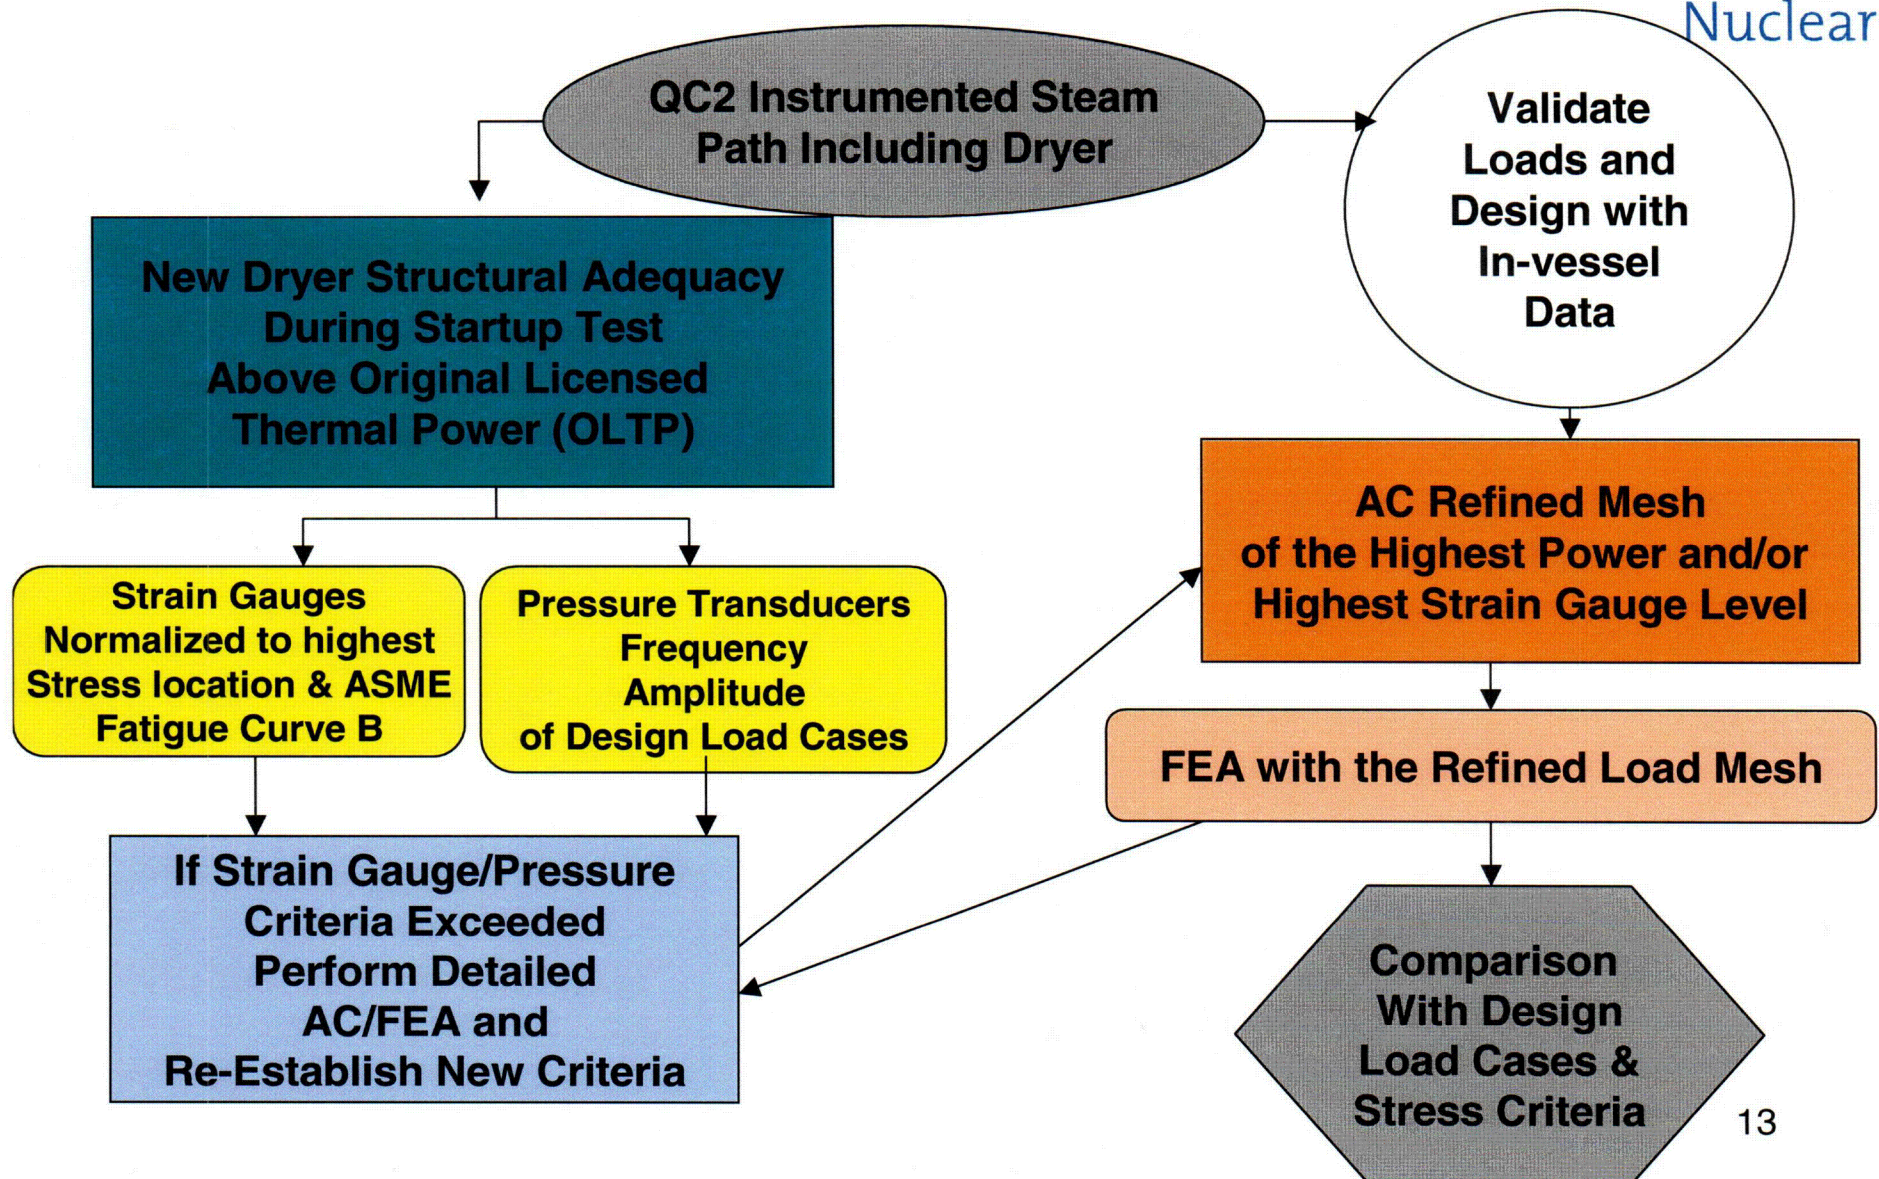 Nuclear
QC2 Instrumented Steam
Path Including Dryer
Validate
Loads and
Design with
In-vessel
Data
New Dryer Structural Adequacy
During Startup Test
Above Original Licensed
Thermal Power (OLTP)
AC Refined Mesh
of the Highest Power and/or
Highest Strain Gauge Level
Strain Gauges
Normalized to highest
Stress location & ASME
Fatigue Curve B
Pressure Transducers
Frequency
Amplitude
of Design Load Cases
FEA with the Refined Load Mesh
If Strain Gauge/Pressure
Criteria Exceeded
Perform Detailed
AC/FEA and
Re-Establish New Criteria
Comparison
With Design
Load Cases &
Stress Criteria
13